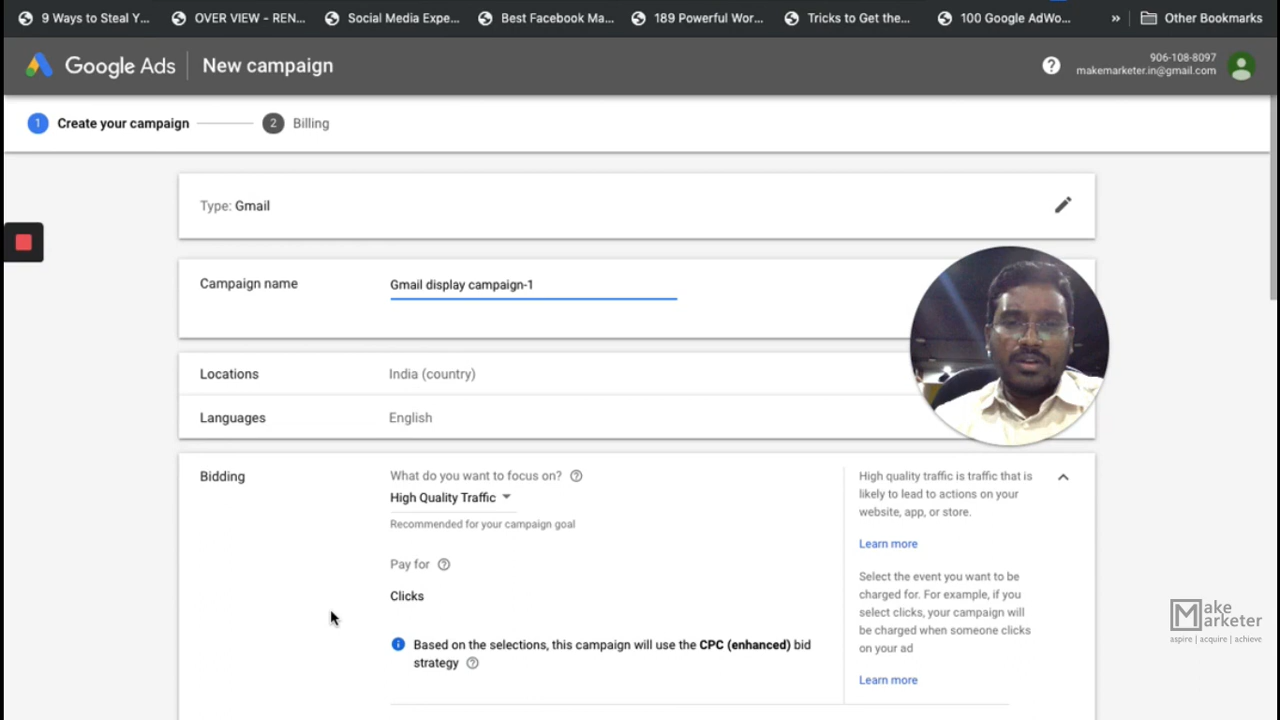 9 Ways to Steal Y...
OVER VIEW - REN...
Social Media Expe...
Best Facebook Ma...
189 Powerful Wor...
Tricks to Get the...
100 Google AdWo...
»
Other Bookmarks
Google Ads
New campaign
?
906-108-8097
makemarketer.in@gmail.com
1 Create your campaign
2 Billing
Type: Gmail
Campaign name
Gmail display campaign-1
Locations
India (country)
Languages
English
Bidding
What do you want to focus on?
High Quality Traffic
Recommended for your campaign goal
Pay for
Clicks
Based on the selections, this campaign will use the CPC (enhanced) bid
strategy
High quality traffic is traffic that is
likely to lead to actions on your
website, app, or store.
Learn more
Select the event you want to be
charged for. For example, if you
select clicks, your campaign will
be charged when someone clicks
on your ad
Learn more
Make
Marketer
aspire | acquire | achieve